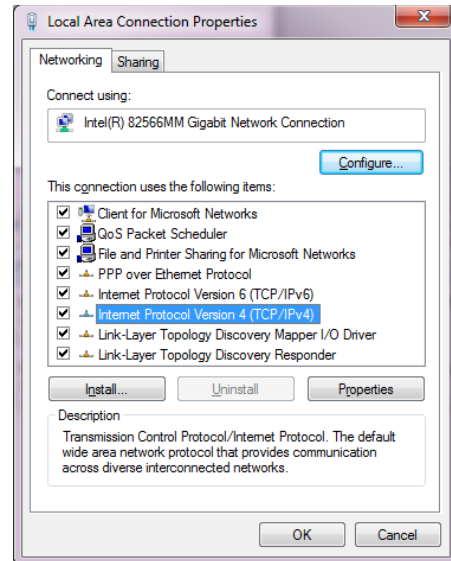 Local Area Connection Properties
Networking
Sharing
Connect using:
Intel(R) 82566MM Gigabit Network Connection
Configure...
This connection uses the following items:
Client for Microsoft Networks
QoS Packet Scheduler
File and Printer Sharing for Microsoft Networks
PPP over Ethernet Protocol
Internet Protocol Version 6 (TCP/IPv6)
Internet Protocol Version 4 (TCP/IPv4)
Link-Layer Topology Discovery Mapper I/O Driver
Link-Layer Topology Discovery Responder
Install...
Uninstall
Properties
Description
Transmission Control Protocol/Internet Protocol. The default
wide area network protocol that provides communication
across diverse interconnected networks.
OK
Cancel